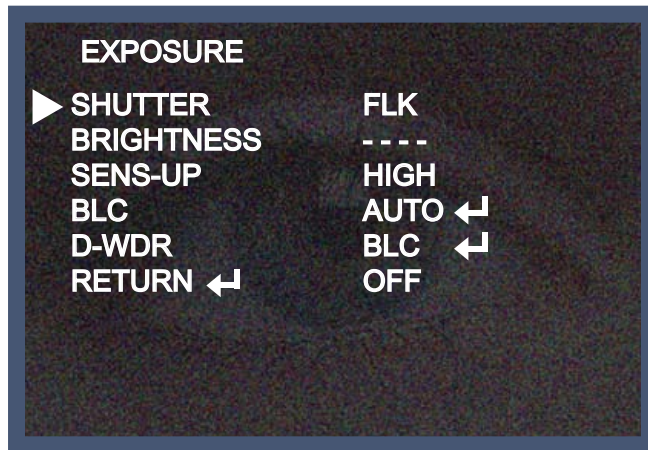 EXPOSURE
SHUTTER FLK
BRIGHTNESS ----
SENS-UP HIGH
BLC AUTO ↵
D-WDR BLC ↵
RETURN ↵ OFF